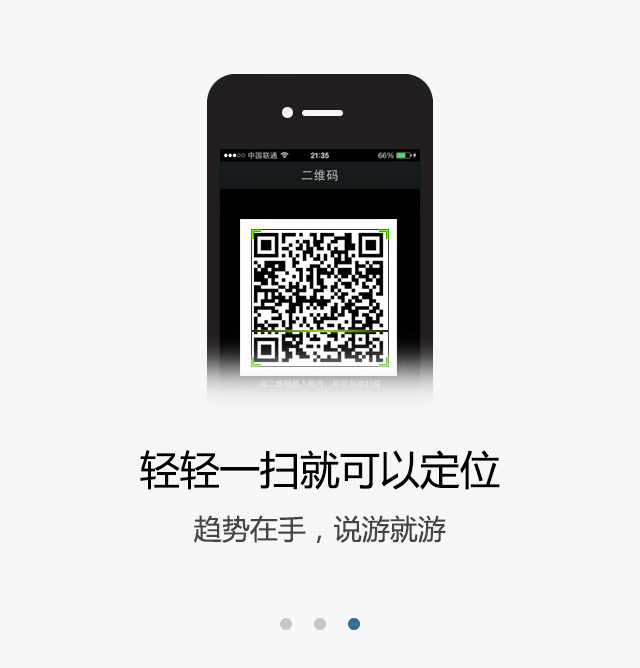 中国联通 21:35 66%
二维码
将二维码放入框内，即可自动扫描
轻轻一扫就可以定位
趋势在手，说游就游